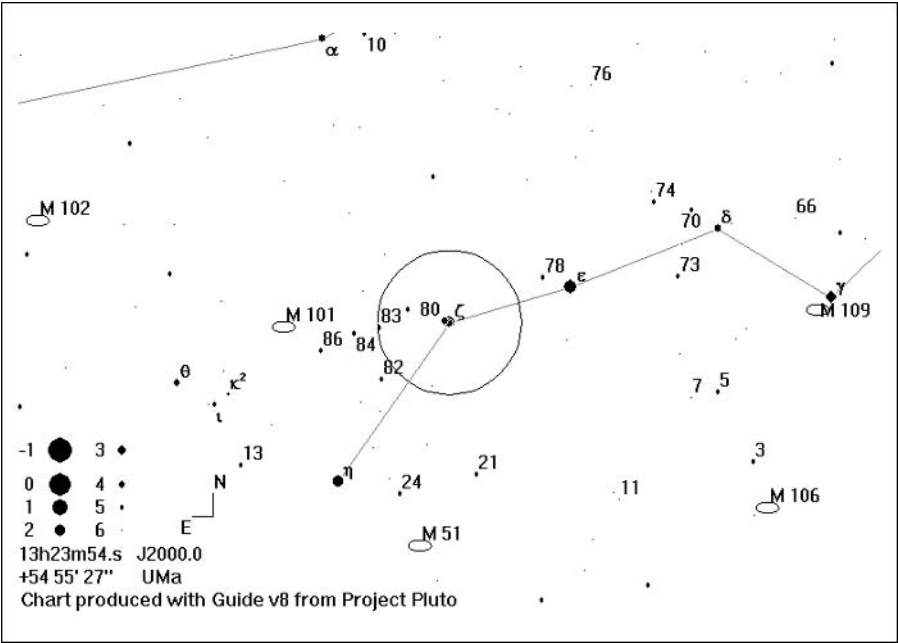 α
10
76
M 102
74
70
δ
66
78
ε
73
γ
M 109
M 101
83
80
ζ
86
84
82
θ
κ²
ι
7
5
-1
3
13
N
η
24
21
11
3
M 106
0
4
1
5
2
6
E
M 51
13h23m54.s J2000.0
+54 55' 27" UMa
Chart produced with Guide v8 from Project Pluto